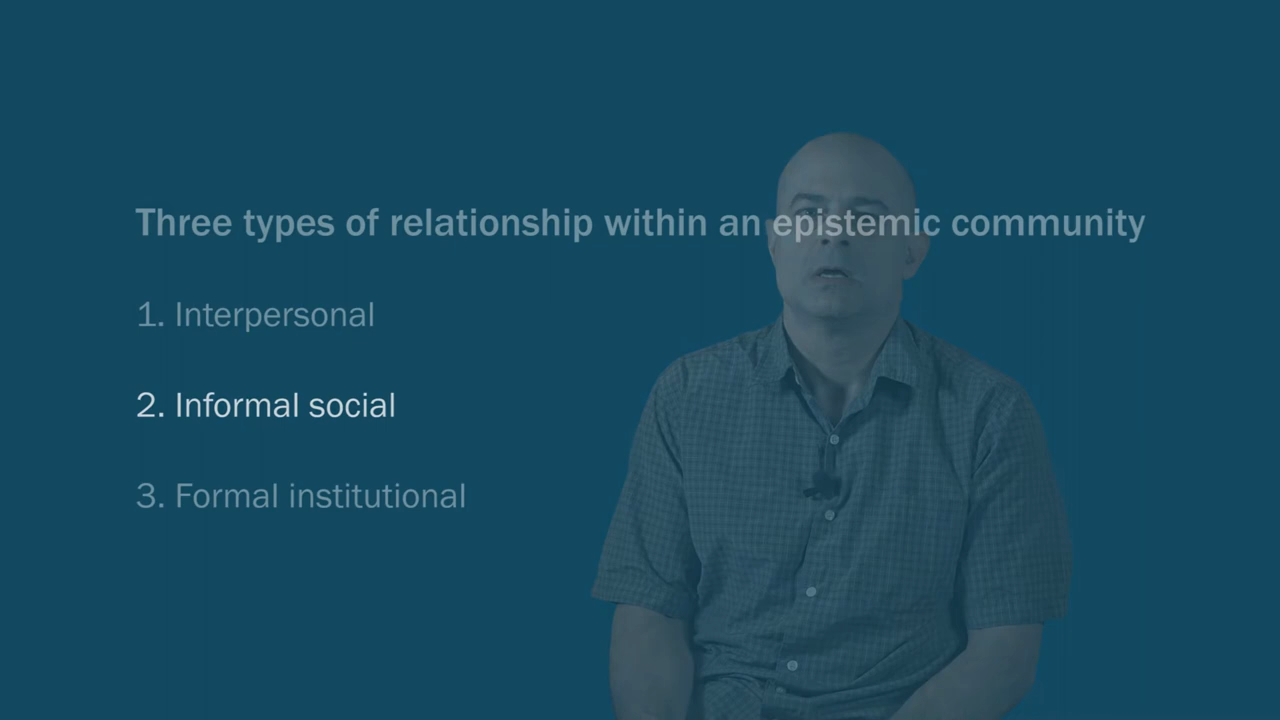 Three types of relationship within an epistemic community
1. Interpersonal
2. Informal social
3. Formal institutional